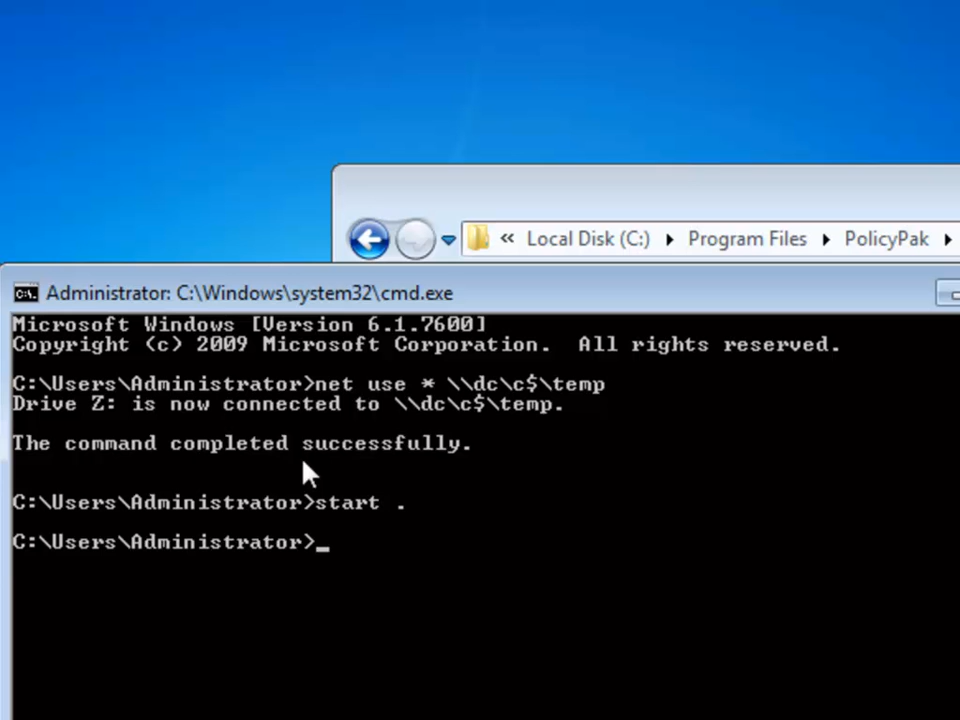 « Local Disk (C:) Program Files PolicyPak
Administrator: C:\Windows\system32\cmd.exe
Microsoft Windows [Version 6.1.7600]
Copyright (c) 2009 Microsoft Corporation.  All rights reserved.
C:\Users\Administrator>net use * \\dc\c$\temp
Drive Z: is now connected to \\dc\c$\temp.
The command completed successfully.
C:\Users\Administrator>start .
C:\Users\Administrator>_